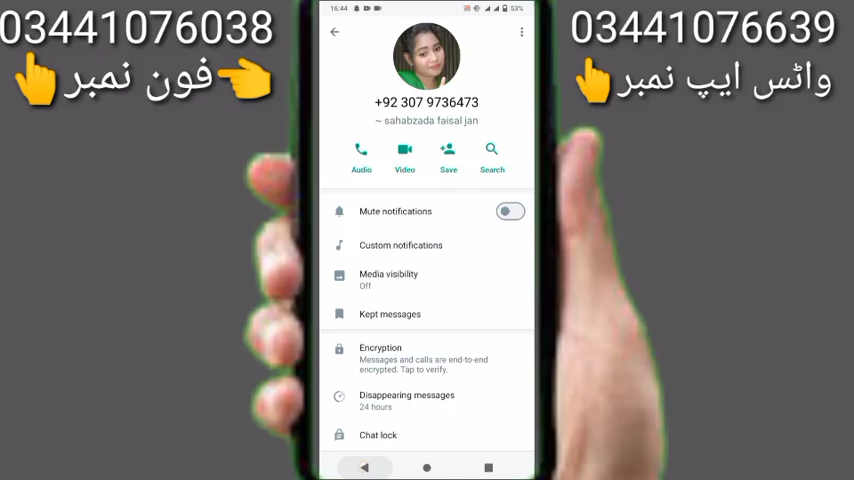 03441076038
فون نمبر
03441076639
واٹس ایپ نمبر
16:44
53%
+92 307 9736473
~ sahabzada faisal jan
Audio Video Save Search
Mute notifications
Custom notifications
Media visibility
Off
Kept messages
Encryption
Messages and calls are end-to-end
encrypted. Tap to verify.
Disappearing messages
24 hours
Chat lock